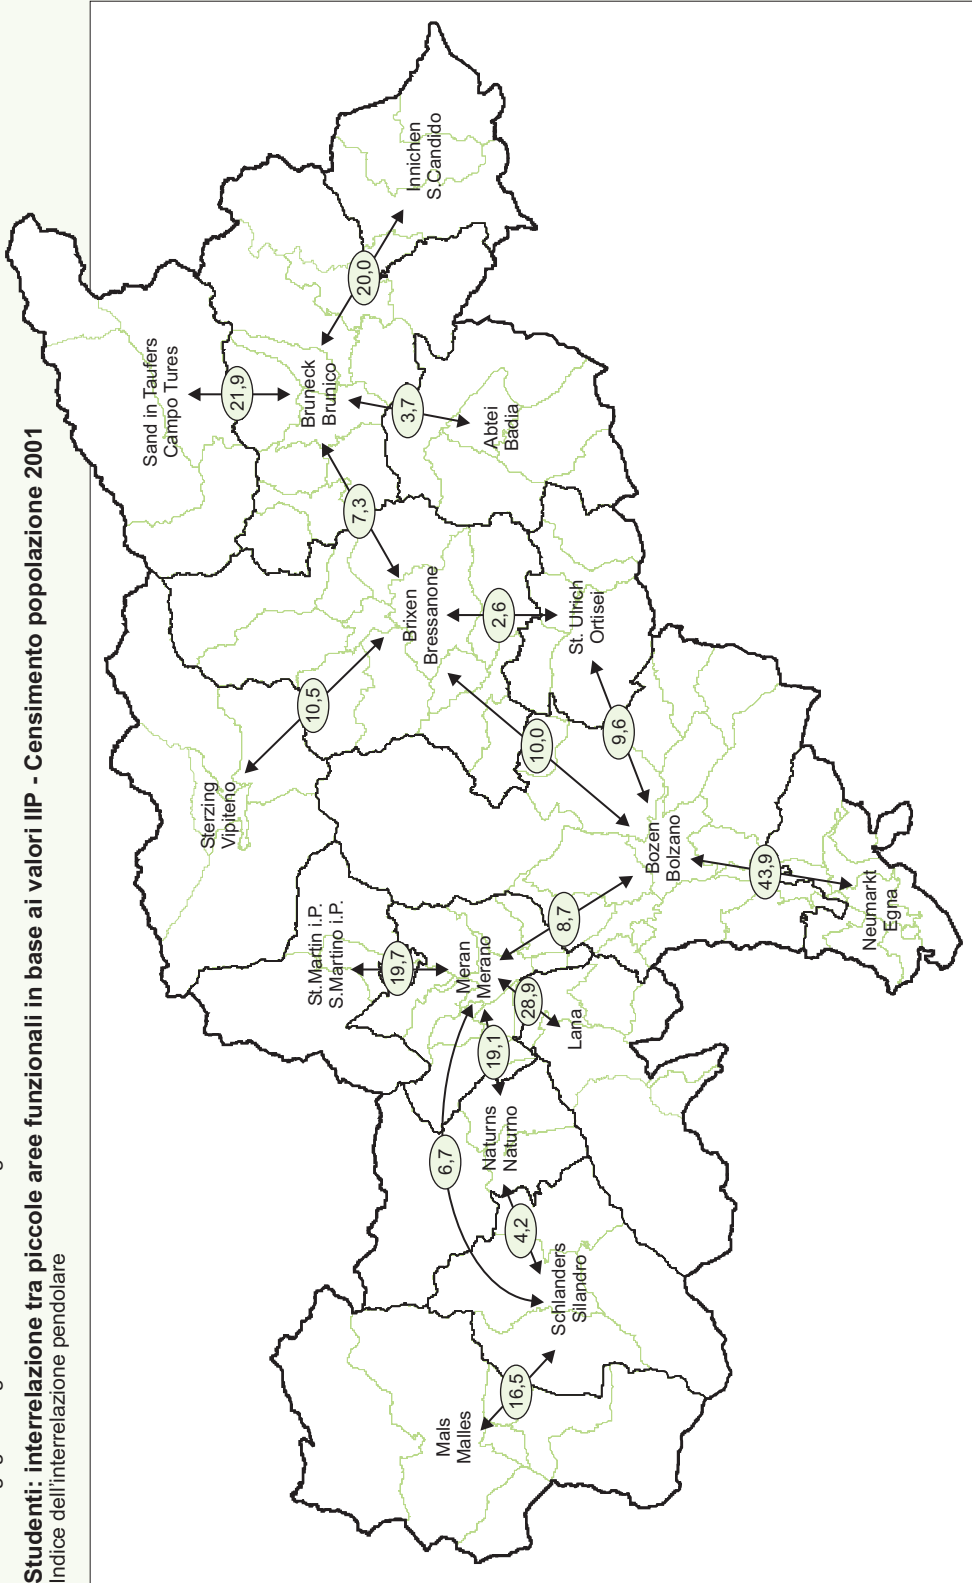 Studenti: interrelazione tra piccole aree funzionali in base ai valori IIP - Censimento popolazione 2001
Indice dell'interrelazione pendolare
Sand in Taufers
Campo Tures
21,9
Innichen
S.Candido
20,0
Bruneck
Brunico
3,7
Abtei
Badia
7,3
Brixen
Bressanone
2,6
St. Ulrich
Ortisei
10,5
Sterzing
Vipiteno
10,0
9,6
Bozen
Bolzano
43,9
Neumarkt
Egna
8,7
St.Martin i.P.
S.Martino i.P.
19,7
Meran
Merano
28,9
Lana
19,1
Naturns
Naturno
6,7
4,2
Schlanders
Silandro
16,5
Mals
Malles